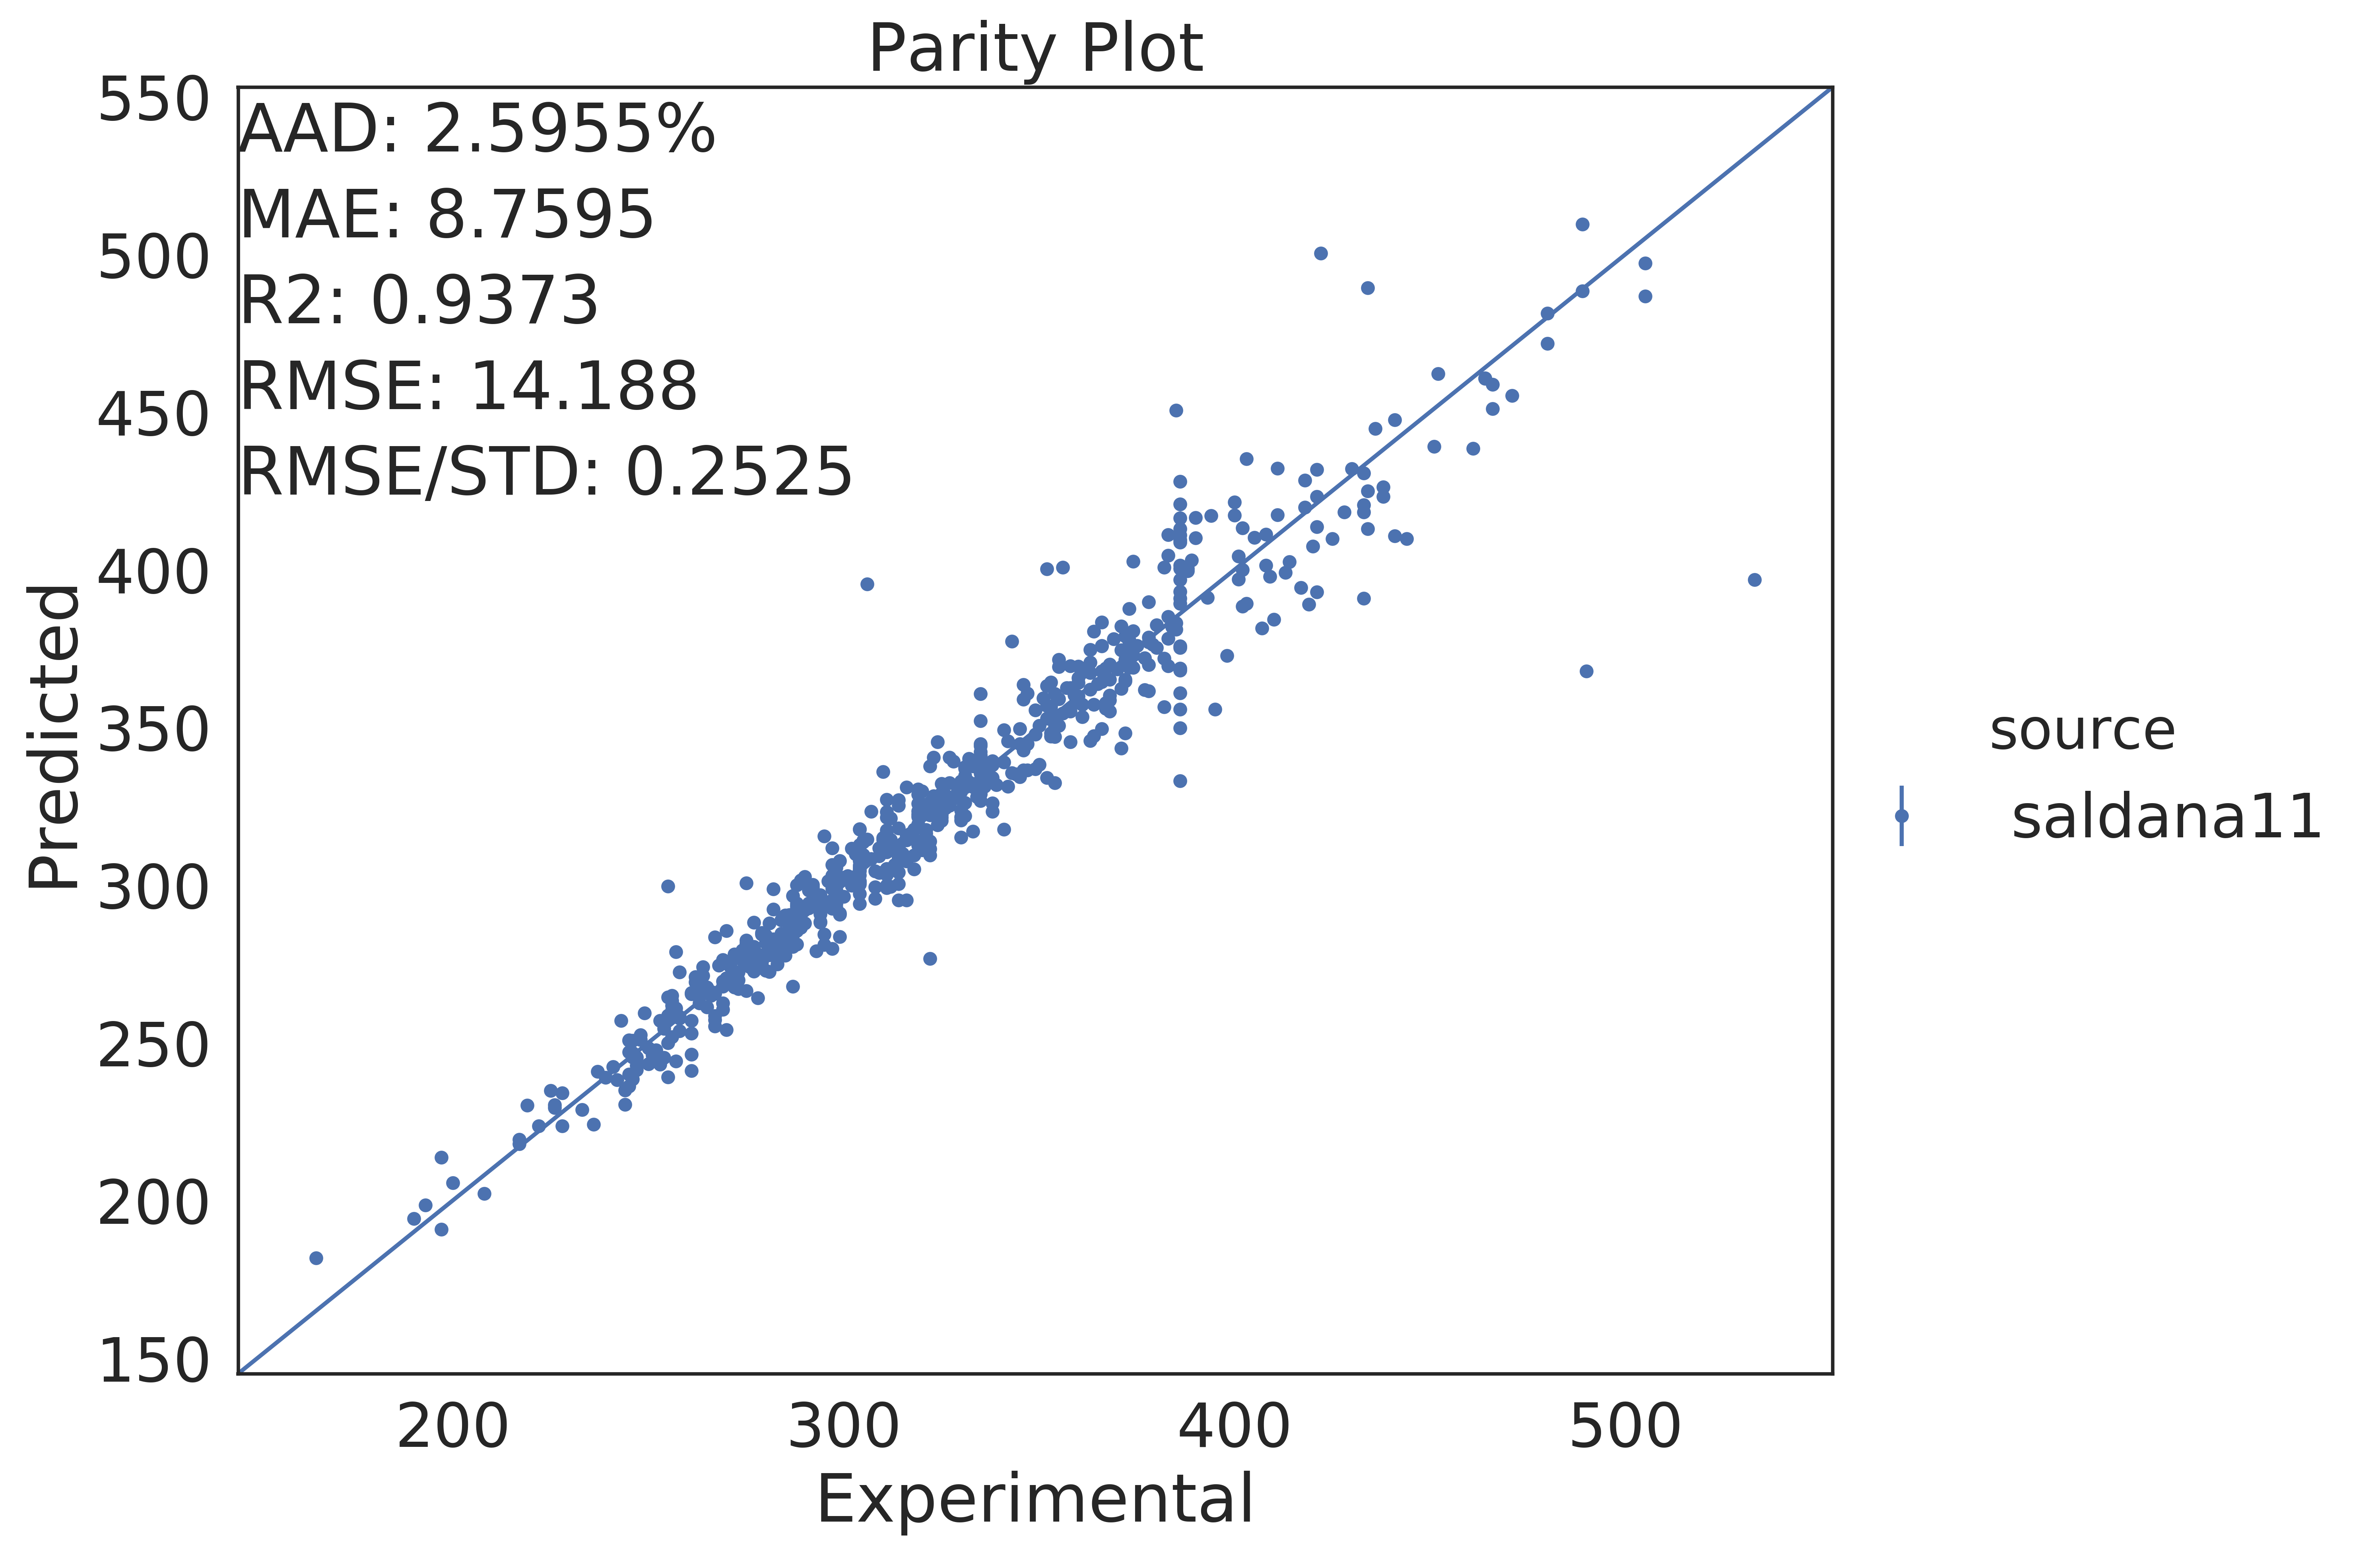 Parity Plot
550
500
450
400
350
300
250
200
150
AAD: 2.5955%
MAE: 8.7595
R2: 0.9373
RMSE: 14.188
RMSE/STD: 0.2525
Predicted
200 300 400 500
Experimental
source
saldana11